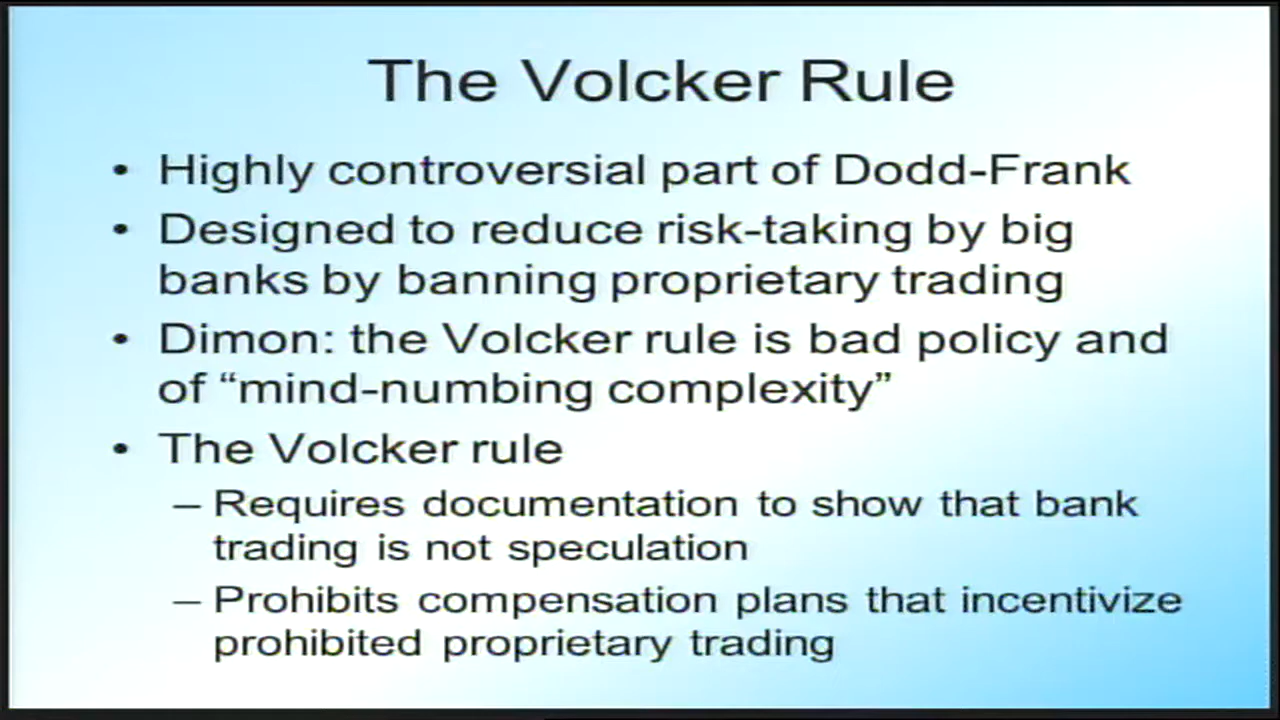 The Volcker Rule
• Highly controversial part of Dodd-Frank
• Designed to reduce risk-taking by big
banks by banning proprietary trading
• Dimon: the Volcker rule is bad policy and
of “mind-numbing complexity”
• The Volcker rule
– Requires documentation to show that bank
trading is not speculation
– Prohibits compensation plans that incentivize
prohibited proprietary trading